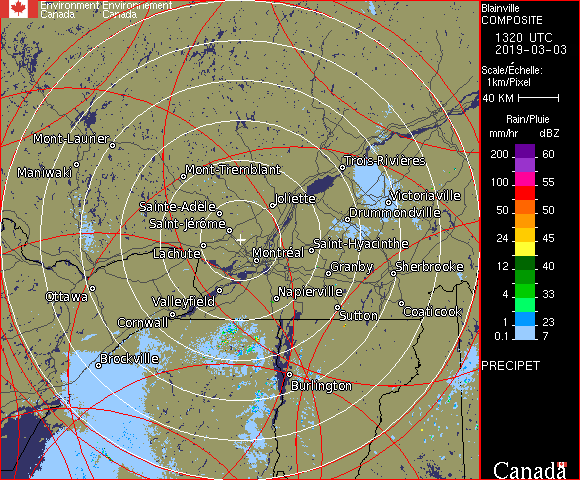 Environment Environnement
Canada Canada
Blainville
COMPOSITE
1320 UTC
2019-03-03
Scale/Échelle:
1km/Pixel
40 KM
Rain/Pluie
mm/hr dBZ
200 60
100 55
50 50
24 45
12 40
4 33
1 23
0.1 7
PRECIPET
Canada
Mont-Laurier
Maniwaki
Mont-Tremblant
Trois-Rivières
Joliette
Victoriaville
Sainte-Adèle
Drummondville
Saint-Jérôme
Lachute
Montréal
Saint-Hyacinthe
Granby
Sherbrooke
Ottawa
Valleyfield
Napierville
Cornwall
Sutton
Coaticook
Brockville
Burlington